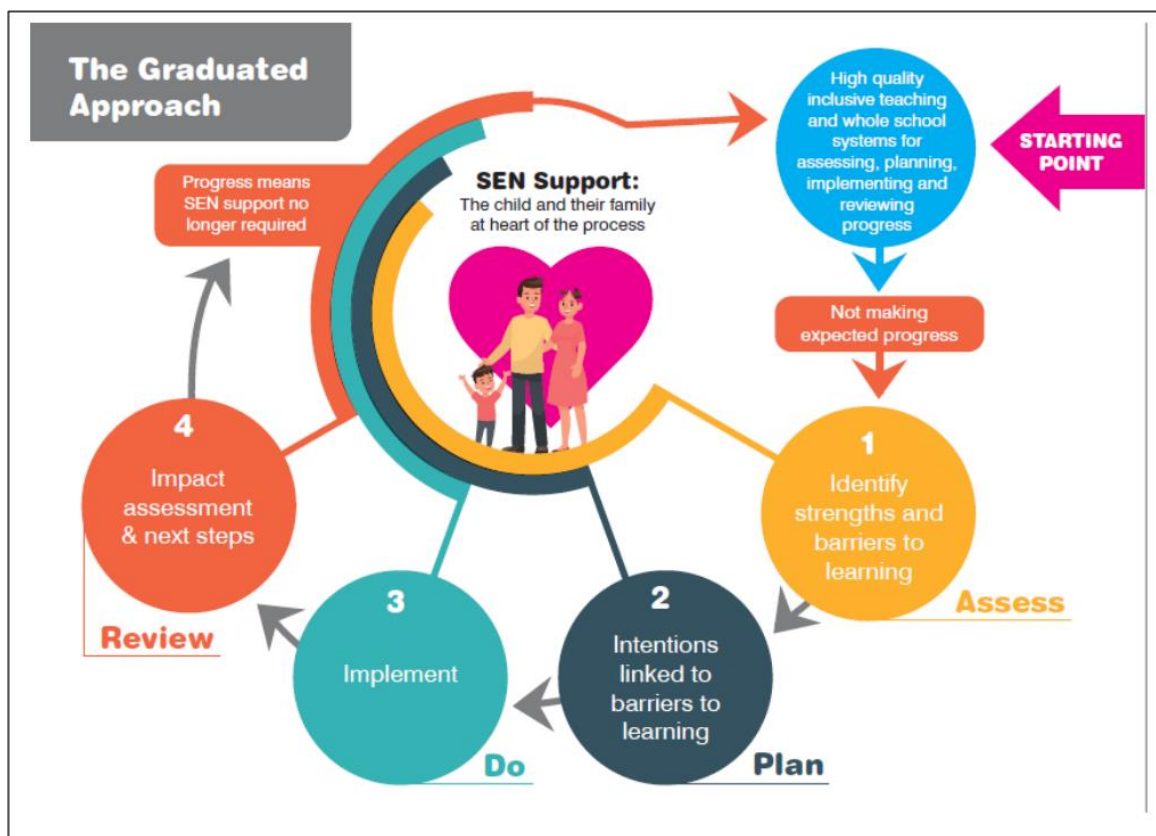 The Graduated
Approach
High quality
inclusive teaching
and whole school
systems for
assessing, planning,
implementing and
reviewing
progress
STARTING
POINT
Progress means
SEN support no
longer required
SEN Support:
The child and their family
at heart of the process
Not making
expected progress
1
Identify
strengths and
barriers to
learning
Assess
2
Intentions
linked to
barriers to
learning
Plan
3
Implement
Do
4
Impact
assessment
& next steps
Review